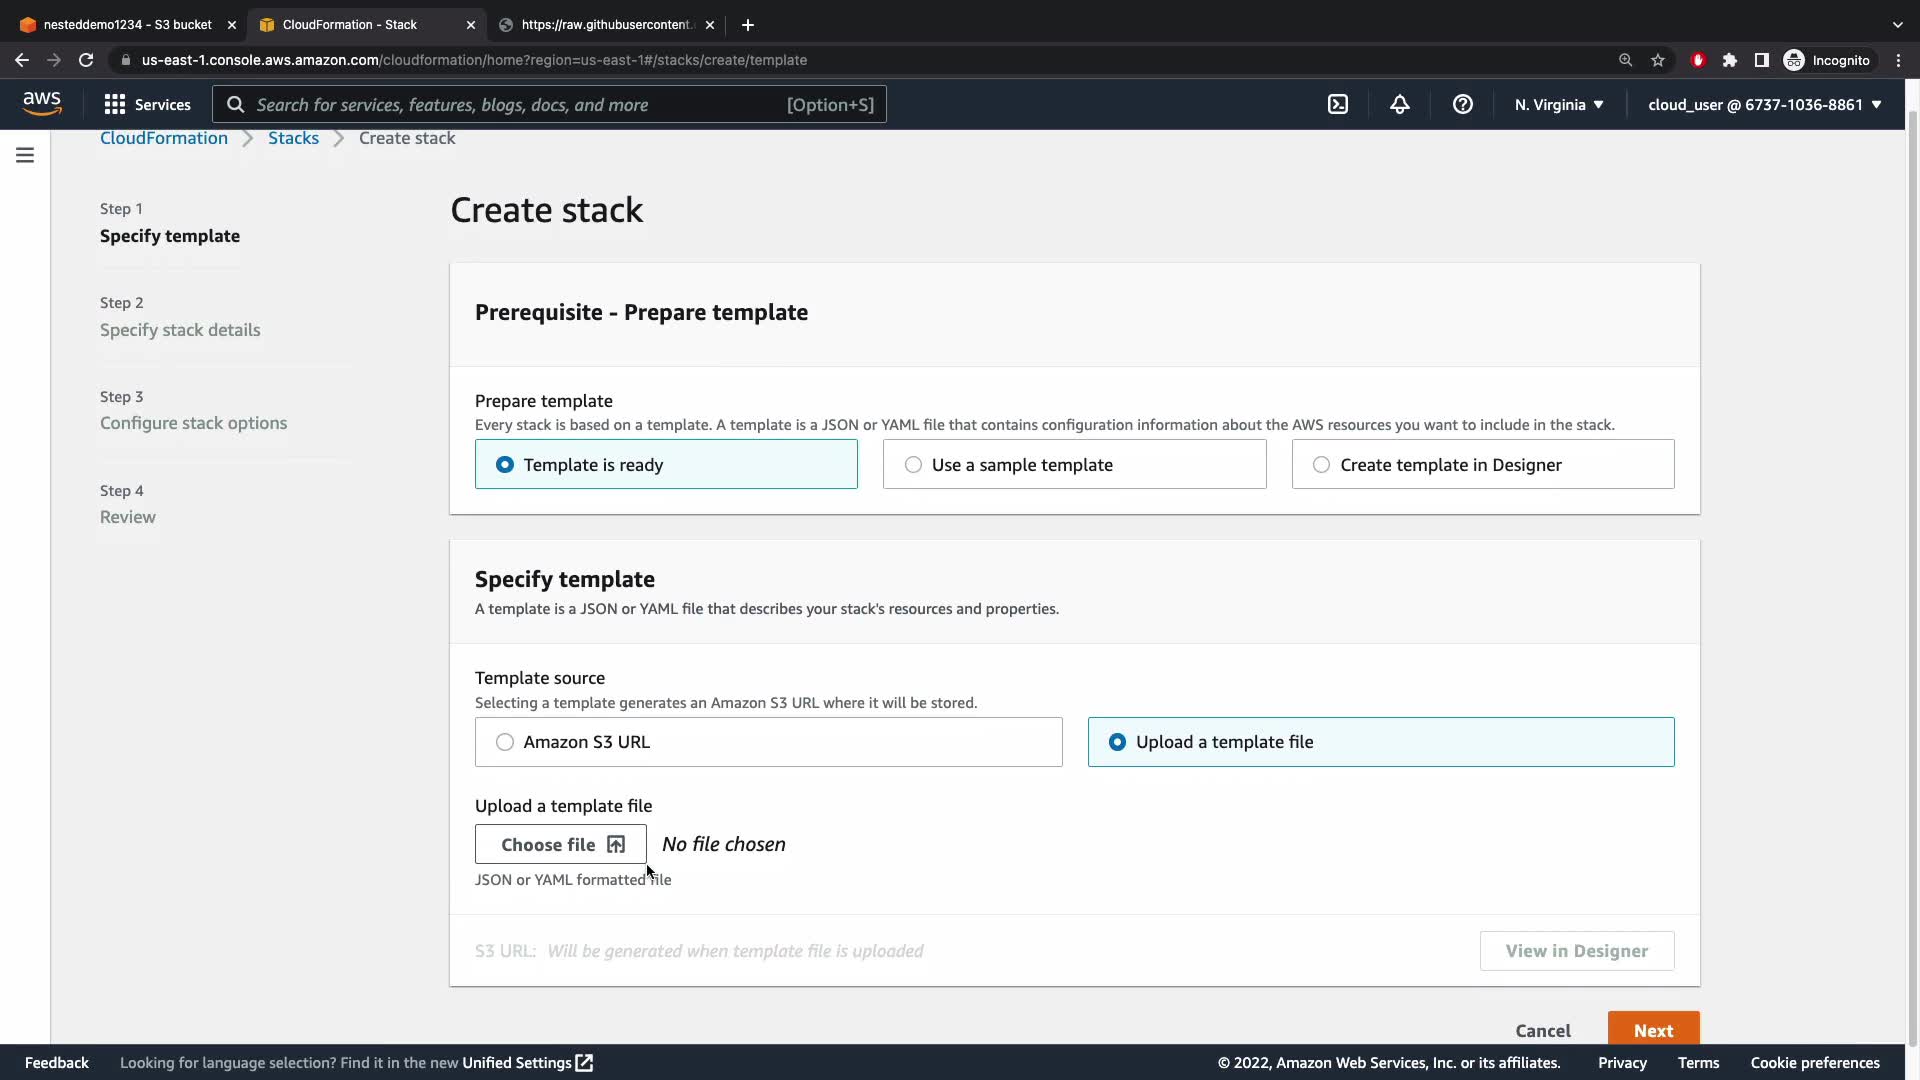 nesteddemo1234 - S3 bucket
CloudFormation - Stack
https://raw.githubusercontent.
us-east-1.console.aws.amazon.com/cloudformation/home?region=us-east-1#/stacks/create/template
Incognito
aws
Services
Search for services, features, blogs, docs, and more
[Option+S]
N. Virginia
cloud_user @ 6737-1036-8861
CloudFormation
Stacks
Create stack
Step 1
Specify template
Step 2
Specify stack details
Step 3
Configure stack options
Step 4
Review
Create stack
Prerequisite - Prepare template
Prepare template
Every stack is based on a template. A template is a JSON or YAML file that contains configuration information about the AWS resources you want to include in the stack.
Template is ready
Use a sample template
Create template in Designer
Specify template
A template is a JSON or YAML file that describes your stack's resources and properties.
Template source
Selecting a template generates an Amazon S3 URL where it will be stored.
Amazon S3 URL
Upload a template file
Upload a template file
Choose file
No file chosen
JSON or YAML formatted file
S3 URL: Will be generated when template file is uploaded
View in Designer
Cancel
Next
Feedback
Looking for language selection? Find it in the new Unified Settings
© 2022, Amazon Web Services, Inc. or its affiliates.
Privacy
Terms
Cookie preferences